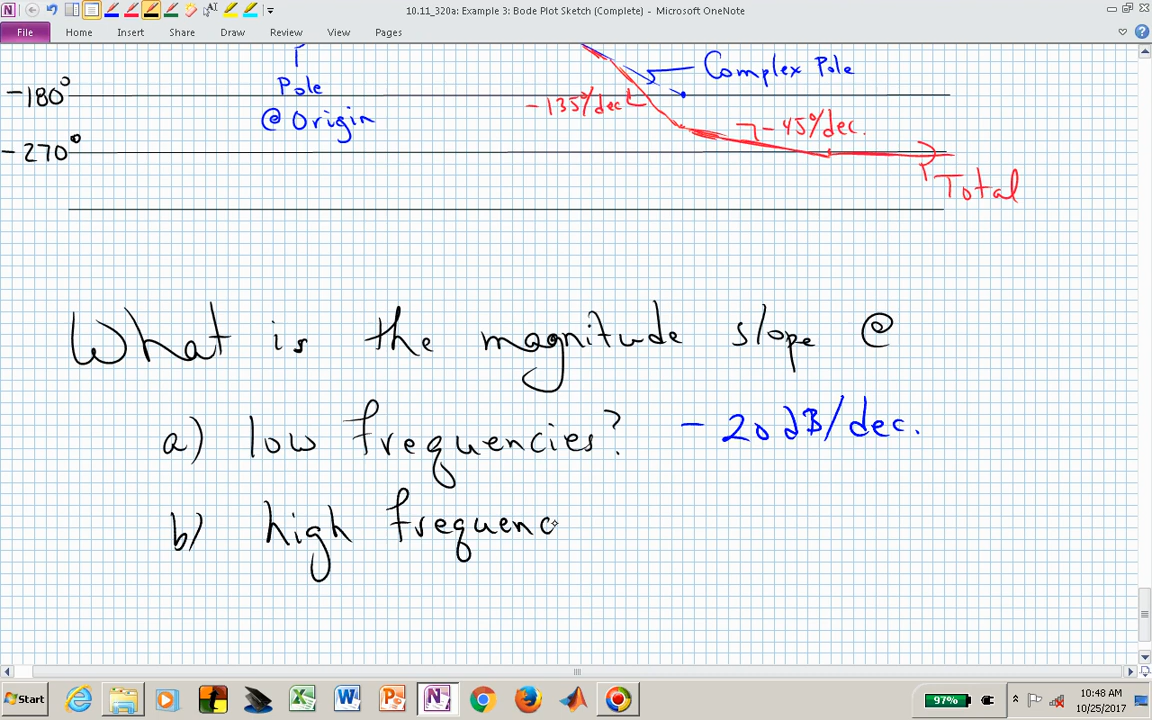 10.11_320a: Example 3: Bode Plot Sketch (Complete) - Microsoft OneNote
File Home Insert Share Draw Review View Pages
Complex Pole
-180°
Pole
-135°/dec
@ Origin
-45°/dec.
-270°
Total
What is the magnitude slope @
a) low frequencies? -20 dB/dec.
b) high frequenc
Start
97%
10:48 AM
10/25/2017